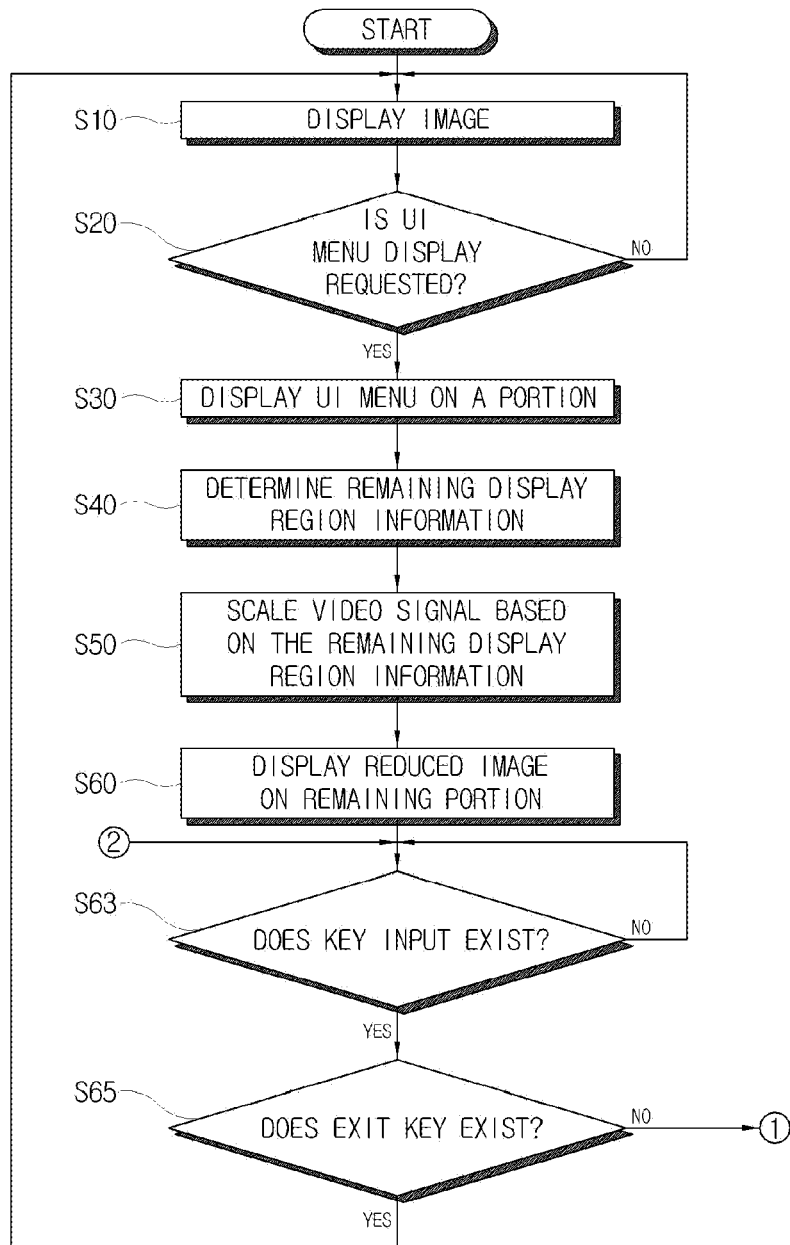 START
S10
DISPLAY IMAGE
S20
IS UI
MENU DISPLAY
REQUESTED?
NO
YES
S30
DISPLAY UI MENU ON A PORTION
S40
DETERMINE REMAINING DISPLAY
REGION INFORMATION
S50
SCALE VIDEO SIGNAL BASED
ON THE REMAINING DISPLAY
REGION INFORMATION
S60
DISPLAY REDUCED IMAGE
ON REMAINING PORTION
②
S63
DOES KEY INPUT EXIST?
NO
YES
S65
DOES EXIT KEY EXIST?
NO
①
YES